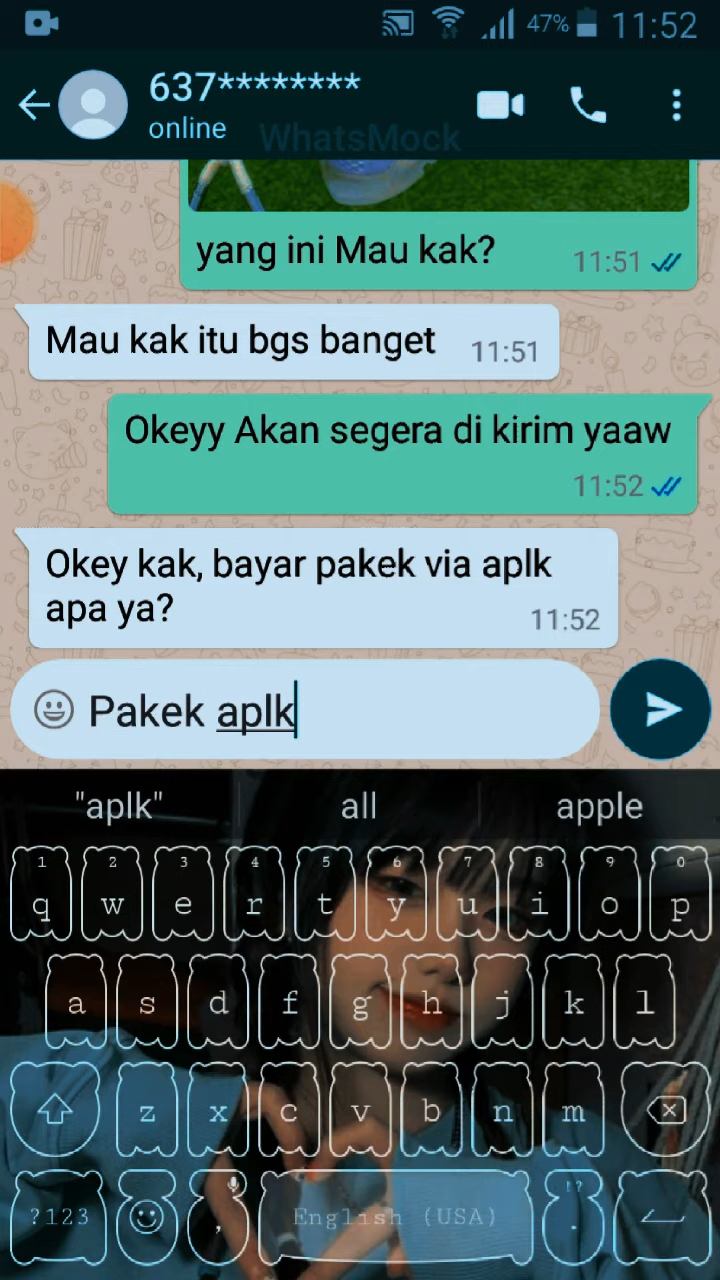 47% 11:52
637********
online
WhatsMock
yang ini Mau kak?
11:51
Mau kak itu bgs banget
11:51
Okeyy Akan segera di kirim yaaw
11:52
Okey kak, bayar pakek via aplk
apa ya?
11:52
Pakek aplk
"aplk" all apple
1 2 3 4 5 6 7 8 9 0
q w e r t y u i o p
a s d f g h j k l
z x c v b n m
?123 , English (USA) !? .